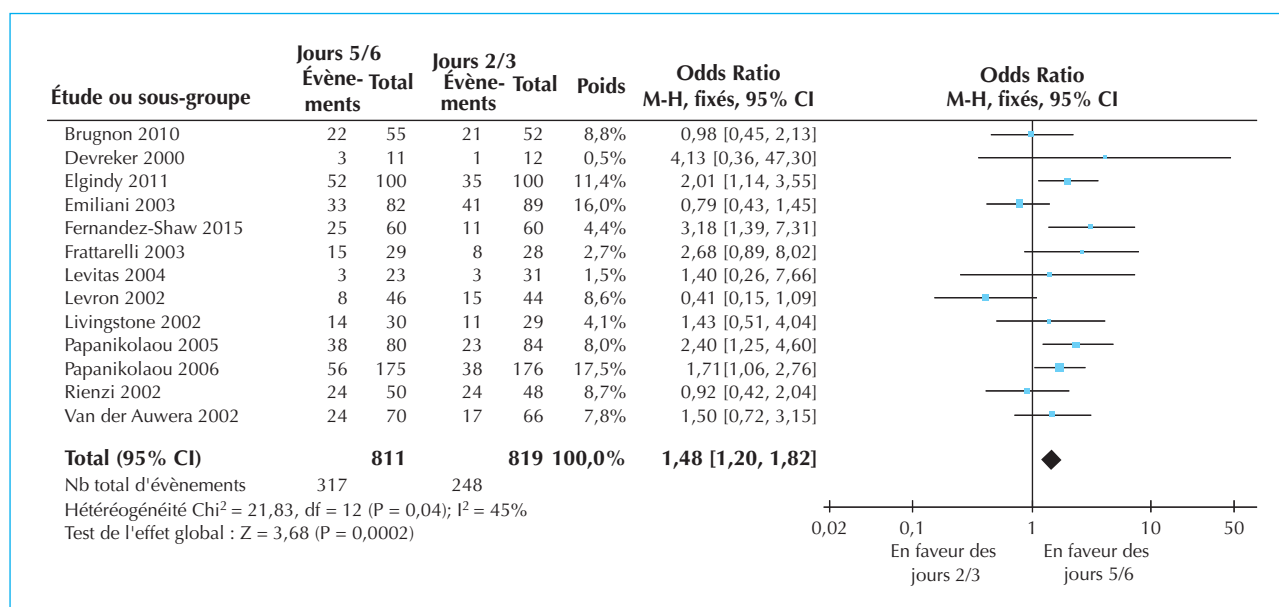 Jours 5/6 Jours 2/3
Étude ou sous-groupe Évène-ments Total Évène-ments Total Poids Odds Ratio M-H, fixés, 95% CI Odds Ratio M-H, fixés, 95% CI
Brugnon 2010 22 55 21 52 8,8% 0,98 [0,45, 2,13]
Devreker 2000 3 11 1 12 0,5% 4,13 [0,36, 47,30]
Elgindy 2011 52 100 35 100 11,4% 2,01 [1,14, 3,55]
Emiliani 2003 33 82 41 89 16,0% 0,79 [0,43, 1,45]
Fernandez-Shaw 2015 25 60 11 60 4,4% 3,18 [1,39, 7,31]
Frattarelli 2003 15 29 8 28 2,7% 2,68 [0,89, 8,02]
Levitas 2004 3 23 3 31 1,5% 1,40 [0,26, 7,66]
Levron 2002 8 46 15 44 8,6% 0,41 [0,15, 1,09]
Livingstone 2002 14 30 11 29 4,1% 1,43 [0,51, 4,04]
Papanikolaou 2005 38 80 23 84 8,0% 2,40 [1,25, 4,60]
Papanikolaou 2006 56 175 38 176 17,5% 1,71[1,06, 2,76]
Rienzi 2002 24 50 24 48 8,7% 0,92 [0,42, 2,04]
Van der Auwera 2002 24 70 17 66 7,8% 1,50 [0,72, 3,15]
Total (95% CI) 811 819 100,0% 1,48 [1,20, 1,82]
Nb total d'évènements 317 248
Hétéréogénéité Chi² = 21,83, df = 12 (P = 0,04); I² = 45%
Test de l'effet global : Z = 3,68 (P = 0,0002)
0,02 0,1 1 10 50
En faveur des jours 2/3
En faveur des jours 5/6